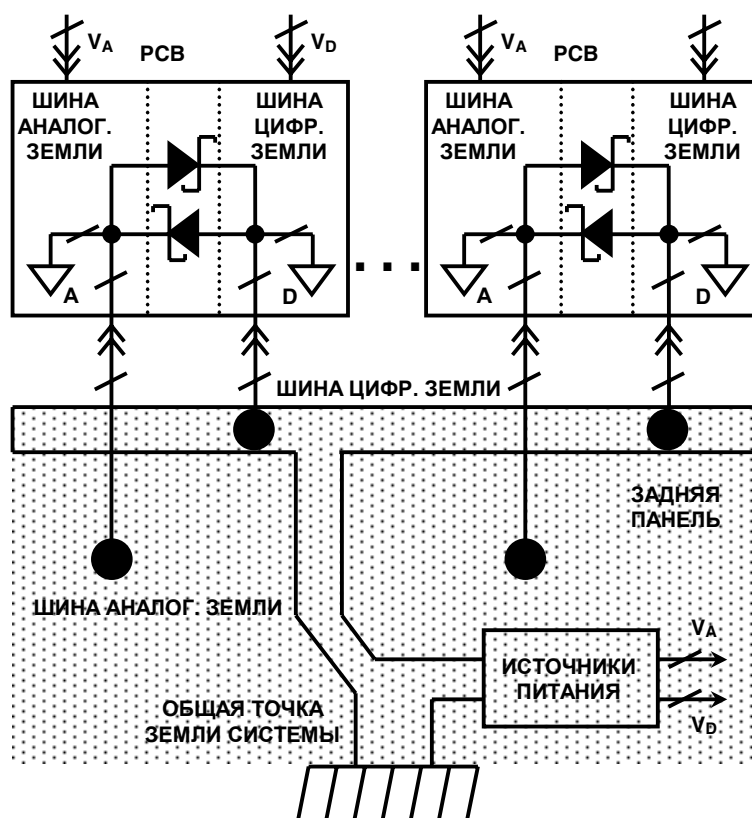 VA
PCB
VD
VA
PCB
ШИНА
АНАЛОГ.
ЗЕМЛИ
ШИНА
ЦИФР.
ЗЕМЛИ
ШИНА
АНАЛОГ.
ЗЕМЛИ
ШИНА
ЦИФР.
ЗЕМЛИ
A
D
. . .
A
D
ШИНА ЦИФР. ЗЕМЛИ
ЗАДНЯЯ
ПАНЕЛЬ
ШИНА АНАЛОГ. ЗЕМЛИ
ИСТОЧНИКИ
ПИТАНИЯ
VA
VD
ОБЩАЯ ТОЧКА
ЗЕМЛИ СИСТЕМЫ